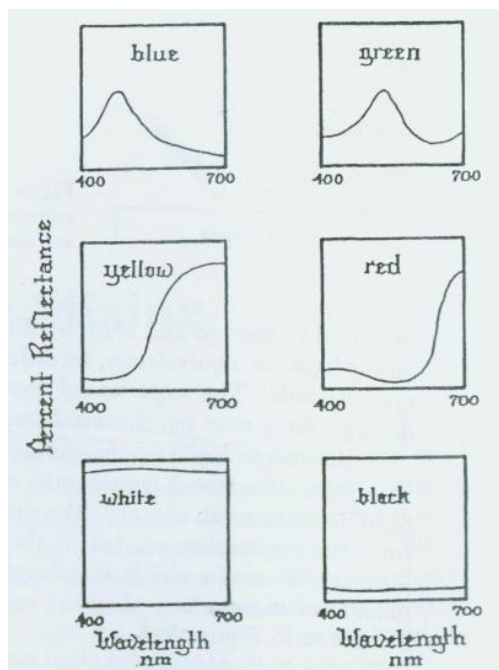 blue
green
400
700
400
700
Percent Reflectance
yellow
red
400
700
400
700
white
black
400
700
400
700
Wavelength
nm
Wavelength
nm